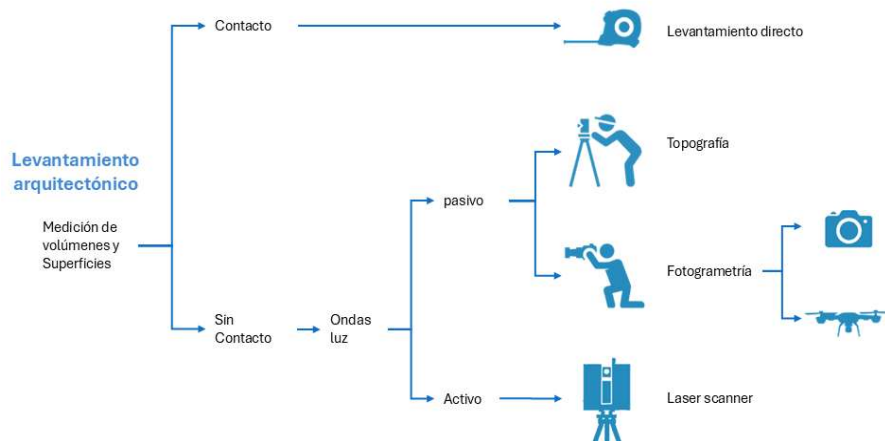 Levantamiento
arquitectónico
Medición de
volúmenes y
Superficies
Contacto
Levantamiento directo
Sin
Contacto
Ondas
luz
pasivo
Topografía
Fotogrametría
Activo
Laser scanner